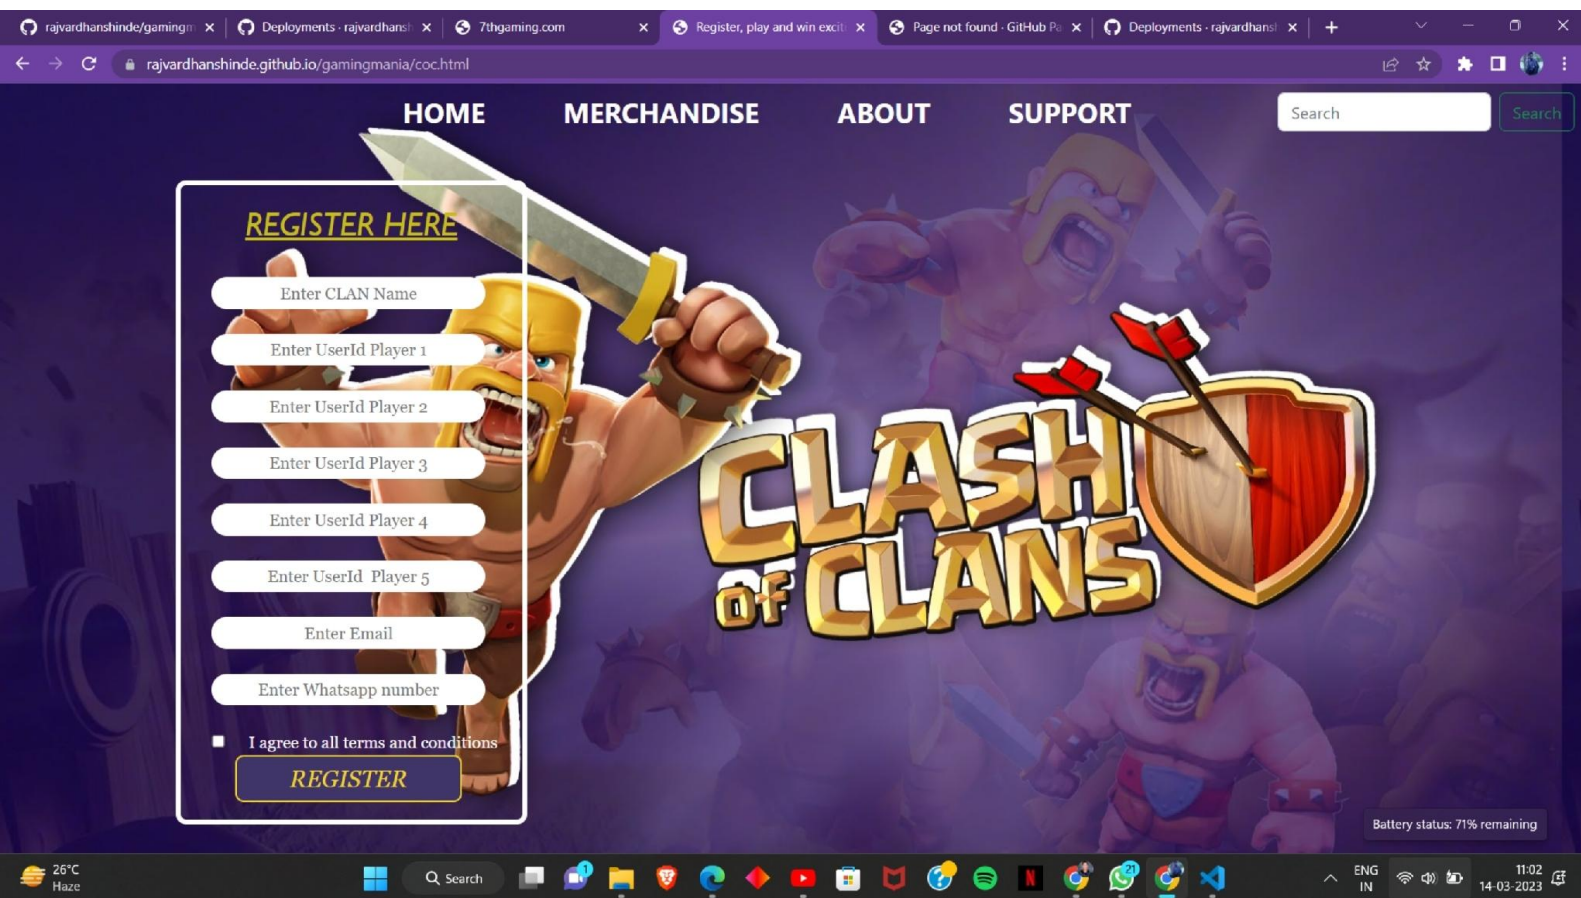 rajvardhanshinde/gamingm
Deployments · rajvardhansh
7thgaming.com
Register, play and win exciti
Page not found · GitHub Pa
Deployments · rajvardhansh
rajvardhanshinde.github.io/gamingmania/coc.html
HOME MERCHANDISE ABOUT SUPPORT Search Search
REGISTER HERE
Enter CLAN Name
Enter UserId Player 1
Enter UserId Player 2
Enter UserId Player 3
Enter UserId Player 4
Enter UserId  Player 5
Enter Email
Enter Whatsapp number
I agree to all terms and conditions
REGISTER
CLASH
OF CLANS
Battery status: 71% remaining
26°C
Haze
Search
1
N
21
ENG
IN
11:02
14-03-2023